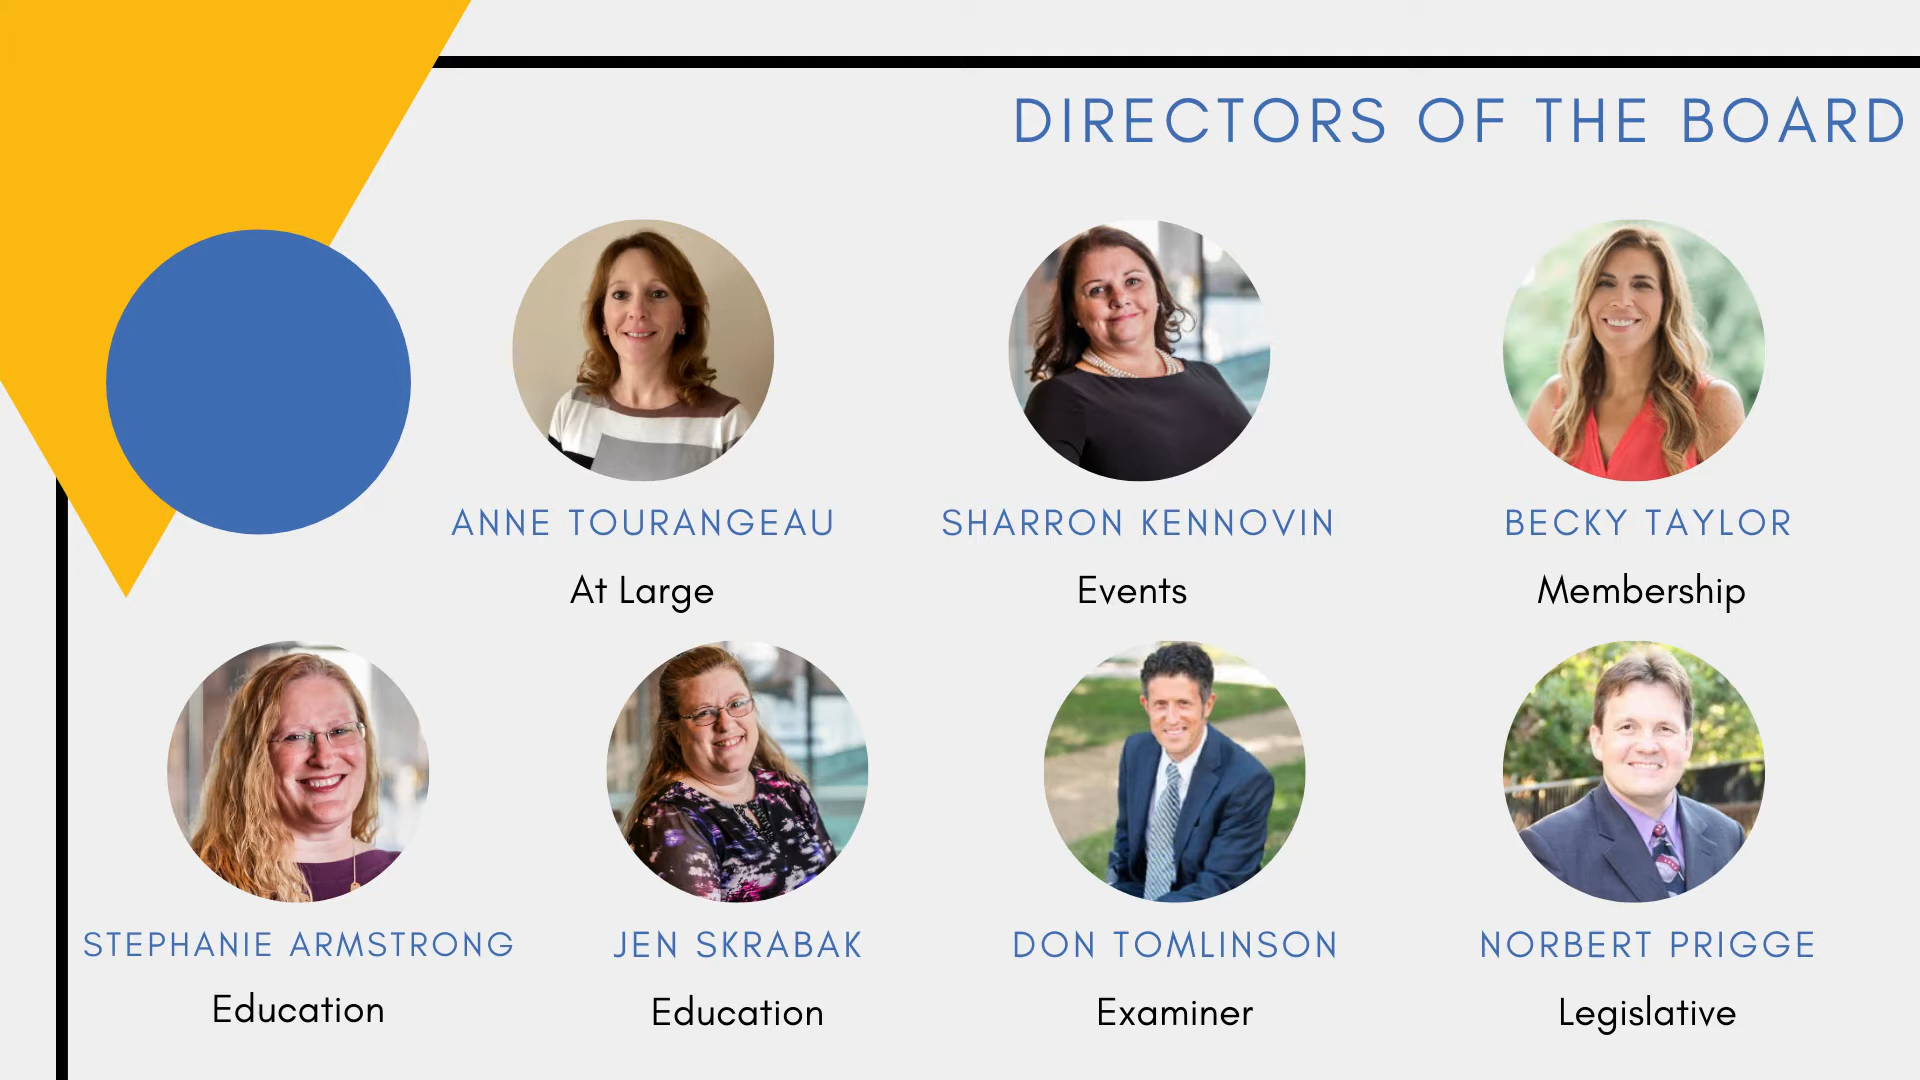 DIRECTORS OF THE BOARD
ANNE TOURANGEAU
At Large
SHARRON KENNOVIN
Events
BECKY TAYLOR
Membership
STEPHANIE ARMSTRONG
Education
JEN SKRABAK
Education
DON TOMLINSON
Examiner
NORBERT PRIGGE
Legislative